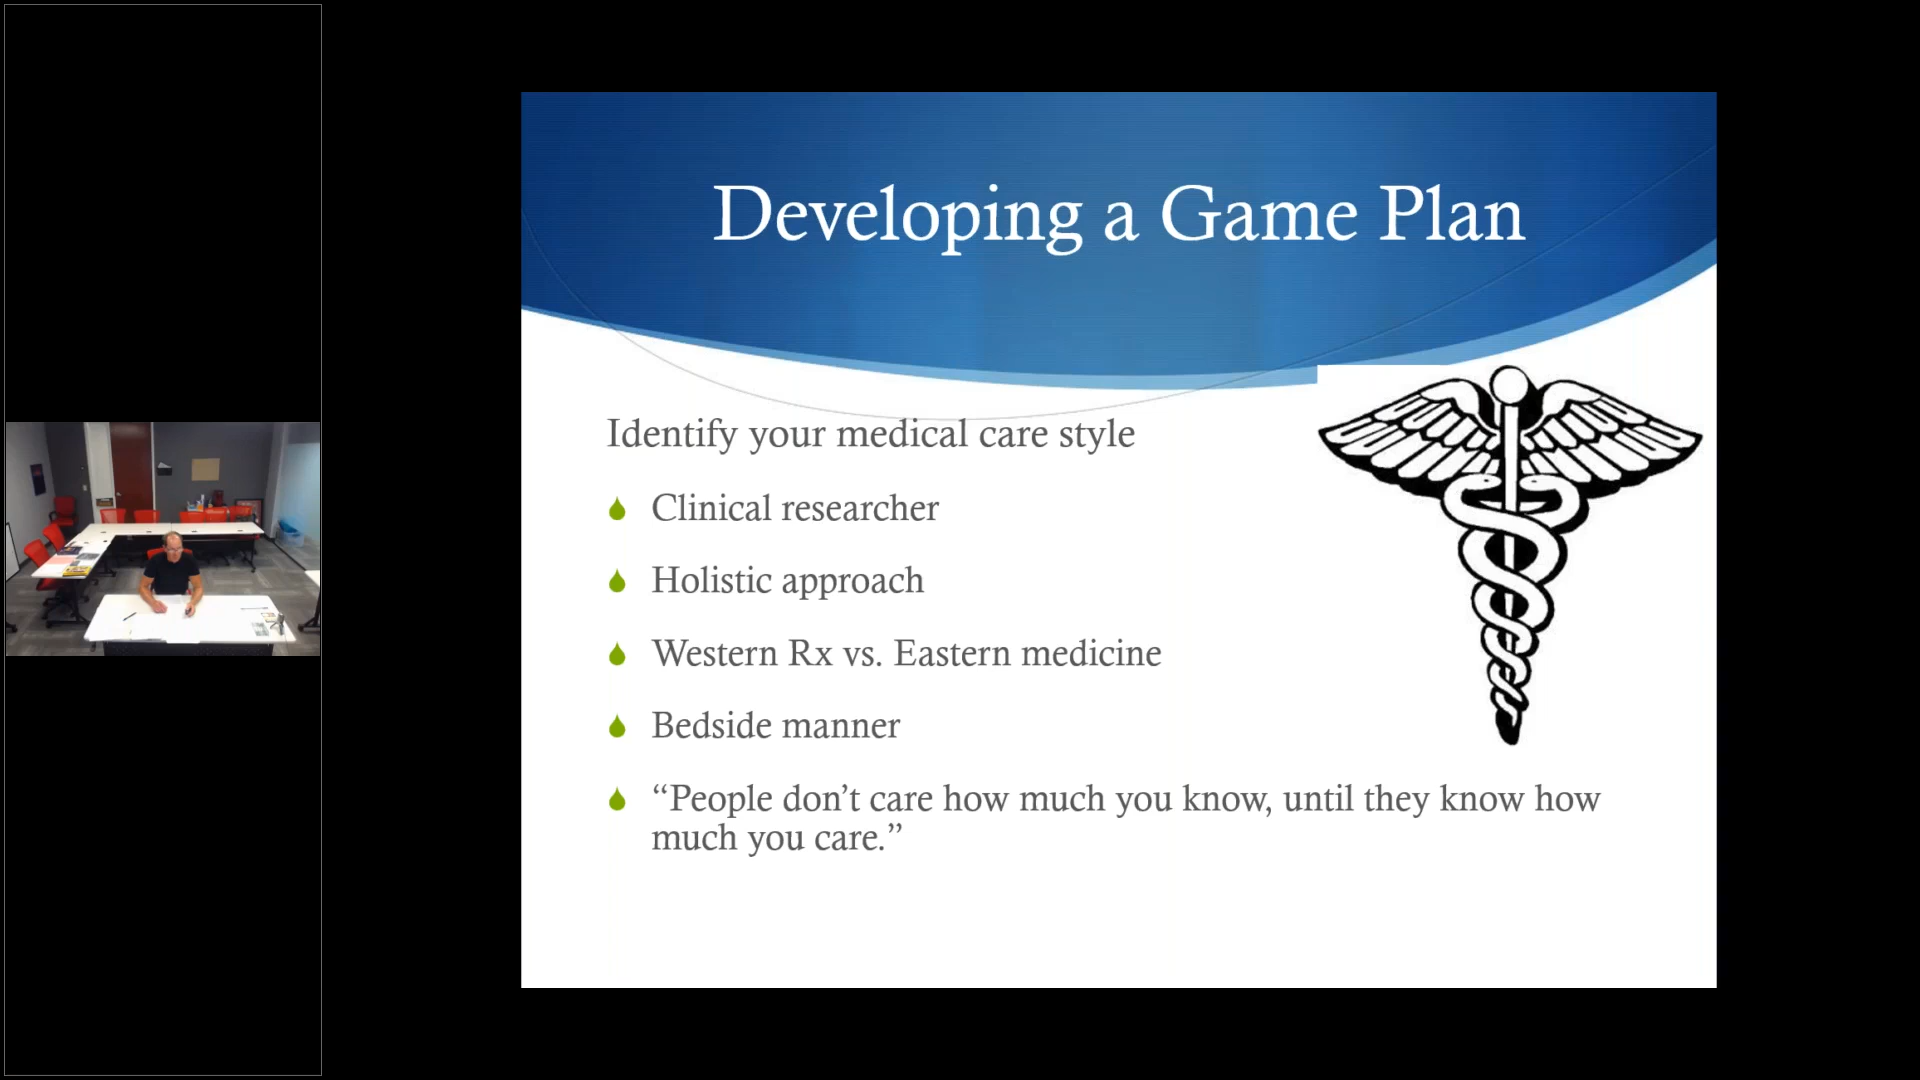 Developing a Game Plan
Identify your medical care style
Clinical researcher
Holistic approach
Western Rx vs. Eastern medicine
Bedside manner
“People don’t care how much you know, until they know how
much you care.”